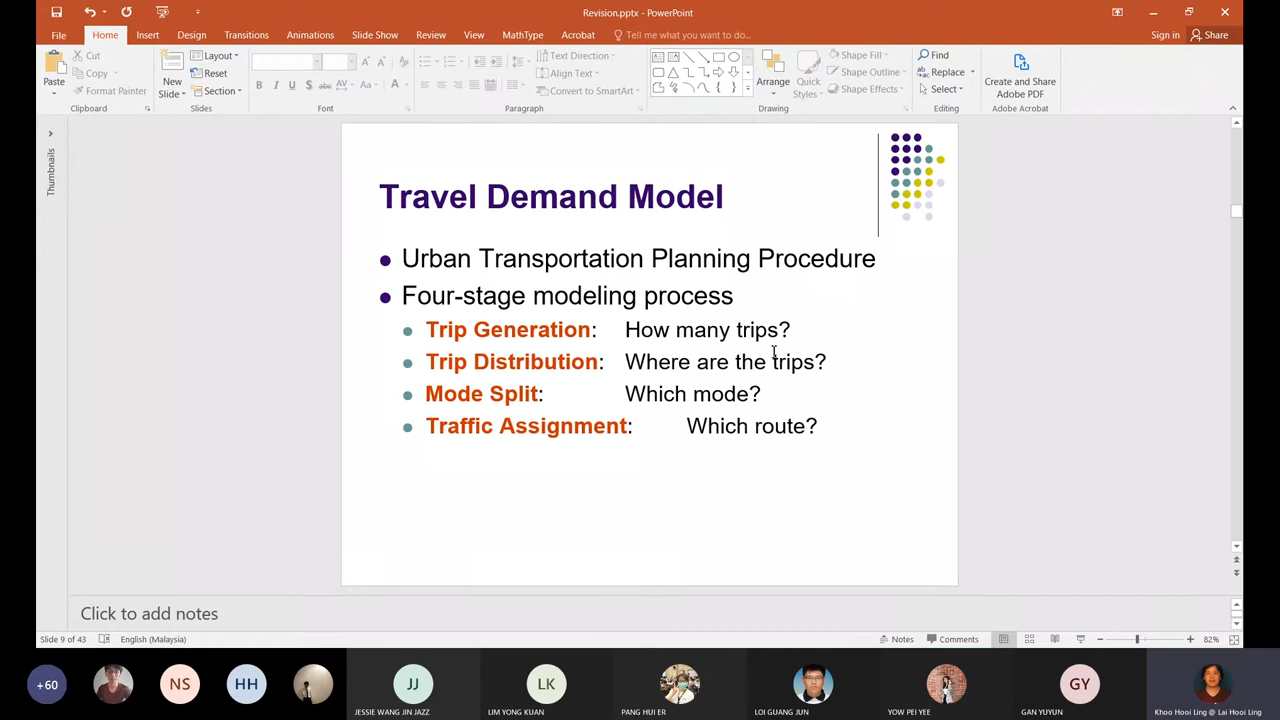 Revision.pptx - PowerPoint
File Home Insert Design Transitions Animations Slide Show Review View MathType Acrobat Tell me what you want to do... Sign in Share
Paste Cut Copy Format Painter Clipboard
New Slide Layout Reset Section Slides
B I U S abc AV Aa A Font
Text Direction Align Text Convert to SmartArt Paragraph
Arrange Quick Styles Shape Fill Shape Outline Shape Effects Drawing
Find Replace Select Editing
Create and Share Adobe PDF Adobe Acrobat
Thumbnails
Travel Demand Model
Urban Transportation Planning Procedure
Four-stage modeling process
Trip Generation: How many trips?
Trip Distribution: Where are the trips?
Mode Split: Which mode?
Traffic Assignment: Which route?
Click to add notes
Slide 9 of 43 English (Malaysia) Notes Comments 82%
+60 NS HH JJ LK GY
JESSIE WANG JIN JAZZ LIM YONG KUAN PANG HUI ER LOI GUANG JUN YOW PEI YEE GAN YUYUN Khoo Hooi Ling @ Lai Hooi Ling